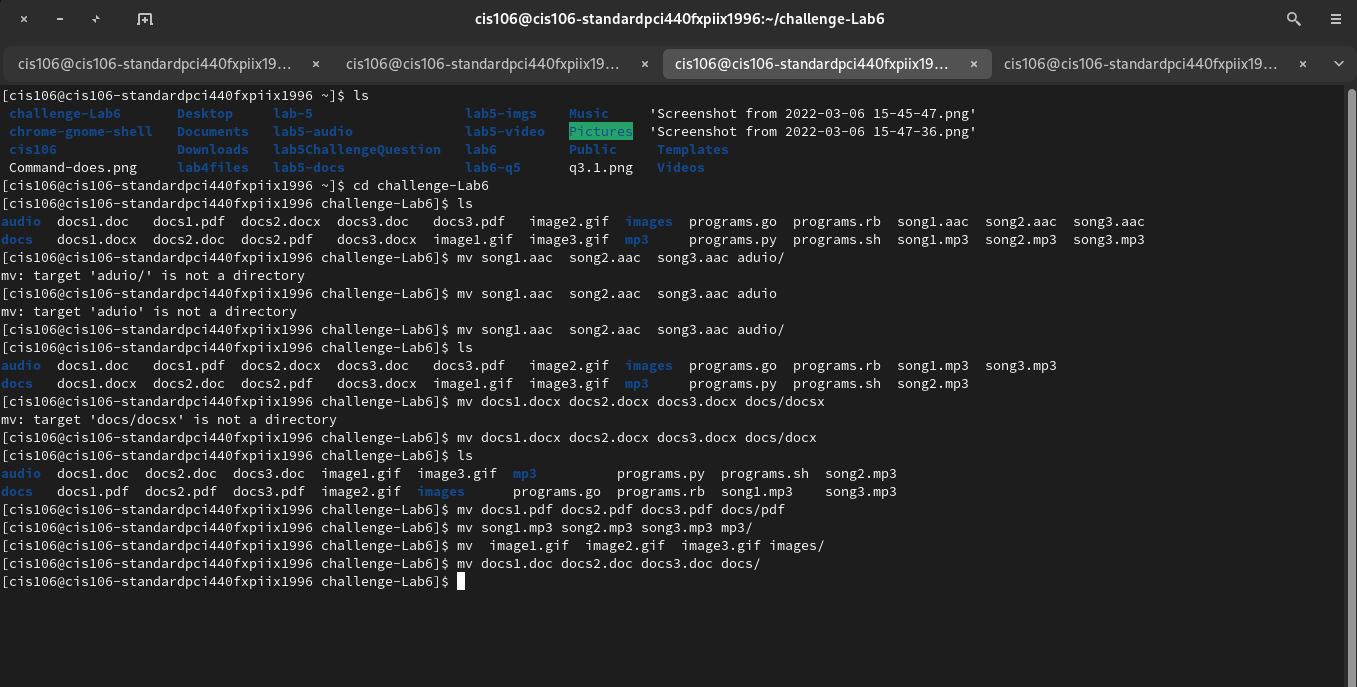 cis106@cis106-standardpci440fxpiix1996:~/challenge-Lab6
cis106@cis106-standardpci440fxpiix19... × cis106@cis106-standardpci440fxpiix19... × cis106@cis106-standardpci440fxpiix19... × cis106@cis106-standardpci440fxpiix19... ×
[cis106@cis106-standardpci440fxpiix1996 ~]$ ls
challenge-Lab6 Desktop lab-5 lab5-imgs Music 'Screenshot from 2022-03-06 15-45-47.png'
chrome-gnome-shell Documents lab5-audio lab5-video Pictures 'Screenshot from 2022-03-06 15-47-36.png'
cis106 Downloads lab5ChallengeQuestion lab6 Public Templates
Command-does.png lab4files lab5-docs lab6-q5 q3.1.png Videos
[cis106@cis106-standardpci440fxpiix1996 ~]$ cd challenge-Lab6
[cis106@cis106-standardpci440fxpiix1996 challenge-Lab6]$ ls
audio docs1.doc docs1.pdf docs2.docx docs3.doc docs3.pdf image2.gif images programs.go programs.rb song1.aac song2.aac song3.aac
docs docs1.docx docs2.doc docs2.pdf docs3.docx image1.gif image3.gif mp3 programs.py programs.sh song1.mp3 song2.mp3 song3.mp3
[cis106@cis106-standardpci440fxpiix1996 challenge-Lab6]$ mv song1.aac  song2.aac  song3.aac aduio/
mv: target 'aduio/' is not a directory
[cis106@cis106-standardpci440fxpiix1996 challenge-Lab6]$ mv song1.aac  song2.aac  song3.aac aduio
mv: target 'aduio' is not a directory
[cis106@cis106-standardpci440fxpiix1996 challenge-Lab6]$ mv song1.aac  song2.aac  song3.aac audio/
[cis106@cis106-standardpci440fxpiix1996 challenge-Lab6]$ ls
audio docs1.doc docs1.pdf docs2.docx docs3.doc docs3.pdf image2.gif images programs.go programs.rb song1.mp3 song3.mp3
docs docs1.docx docs2.doc docs2.pdf docs3.docx image1.gif image3.gif mp3 programs.py programs.sh song2.mp3
[cis106@cis106-standardpci440fxpiix1996 challenge-Lab6]$ mv docs1.docx docs2.docx docs3.docx docs/docsx
mv: target 'docs/docsx' is not a directory
[cis106@cis106-standardpci440fxpiix1996 challenge-Lab6]$ mv docs1.docx docs2.docx docs3.docx docs/docx
[cis106@cis106-standardpci440fxpiix1996 challenge-Lab6]$ ls
audio docs1.doc docs2.doc docs3.doc image1.gif image3.gif mp3 programs.py programs.sh song2.mp3
docs docs1.pdf docs2.pdf docs3.pdf image2.gif images programs.go programs.rb song1.mp3 song3.mp3
[cis106@cis106-standardpci440fxpiix1996 challenge-Lab6]$ mv docs1.pdf docs2.pdf docs3.pdf docs/pdf
[cis106@cis106-standardpci440fxpiix1996 challenge-Lab6]$ mv song1.mp3 song2.mp3 song3.mp3 mp3/
[cis106@cis106-standardpci440fxpiix1996 challenge-Lab6]$ mv  image1.gif  image2.gif  image3.gif images/
[cis106@cis106-standardpci440fxpiix1996 challenge-Lab6]$ mv docs1.doc docs2.doc docs3.doc docs/
[cis106@cis106-standardpci440fxpiix1996 challenge-Lab6]$